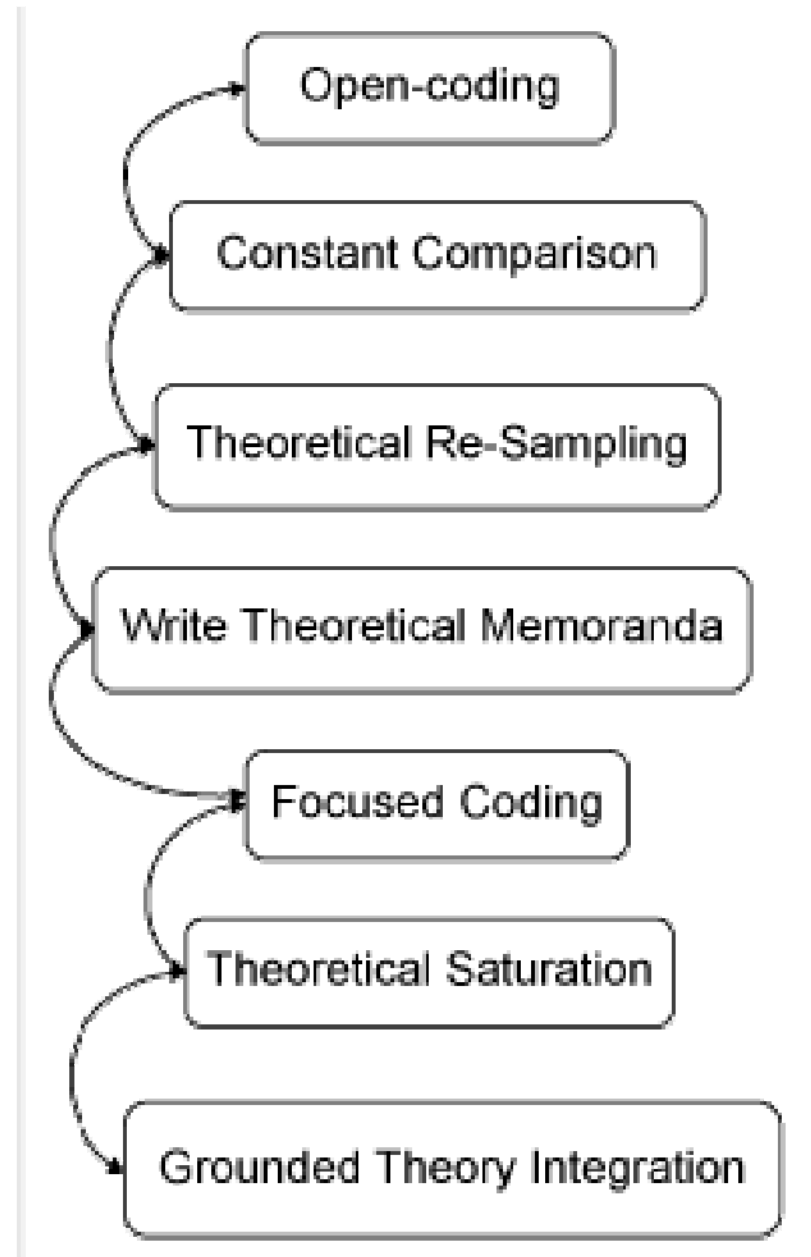 Open-coding
Constant Comparison
Theoretical Re-Sampling
Write Theoretical Memoranda
Focused Coding
Theoretical Saturation
Grounded Theory Integration